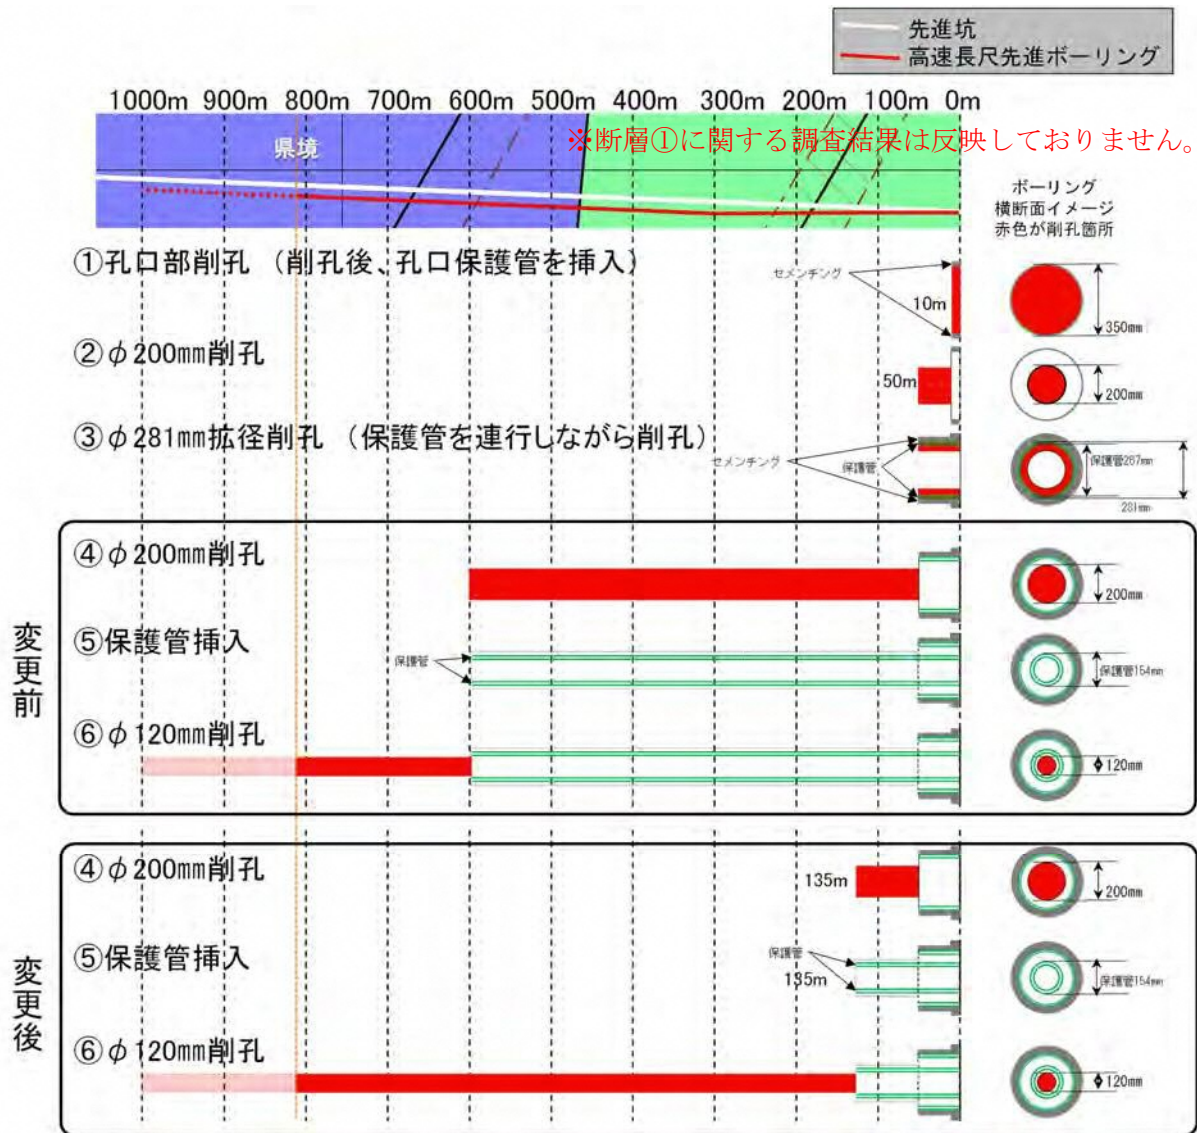 先進坑
高速長尺先進ボーリング
1000m 900m 800m 700m 600m 500m 400m 300m 200m 100m 0m
県境
※断層①に関する調査結果は反映しておりません。
ボーリング
横断面イメージ
赤色が削孔箇所
①孔口部削孔 (削孔後、孔口保護管を挿入)
セメンチング
10m
350mm
②φ200mm削孔
50m
200mm
③φ281mm拡径削孔 (保護管を連行しながら削孔)
セメンチング
保護管
保護管267mm
281mm
変更前
④φ200mm削孔
200mm
⑤保護管挿入
保護管
保護管154mm
⑥φ120mm削孔
120mm
変更後
④φ200mm削孔
135m
200mm
⑤保護管挿入
保護管
135m
保護管154mm
⑥φ120mm削孔
120mm